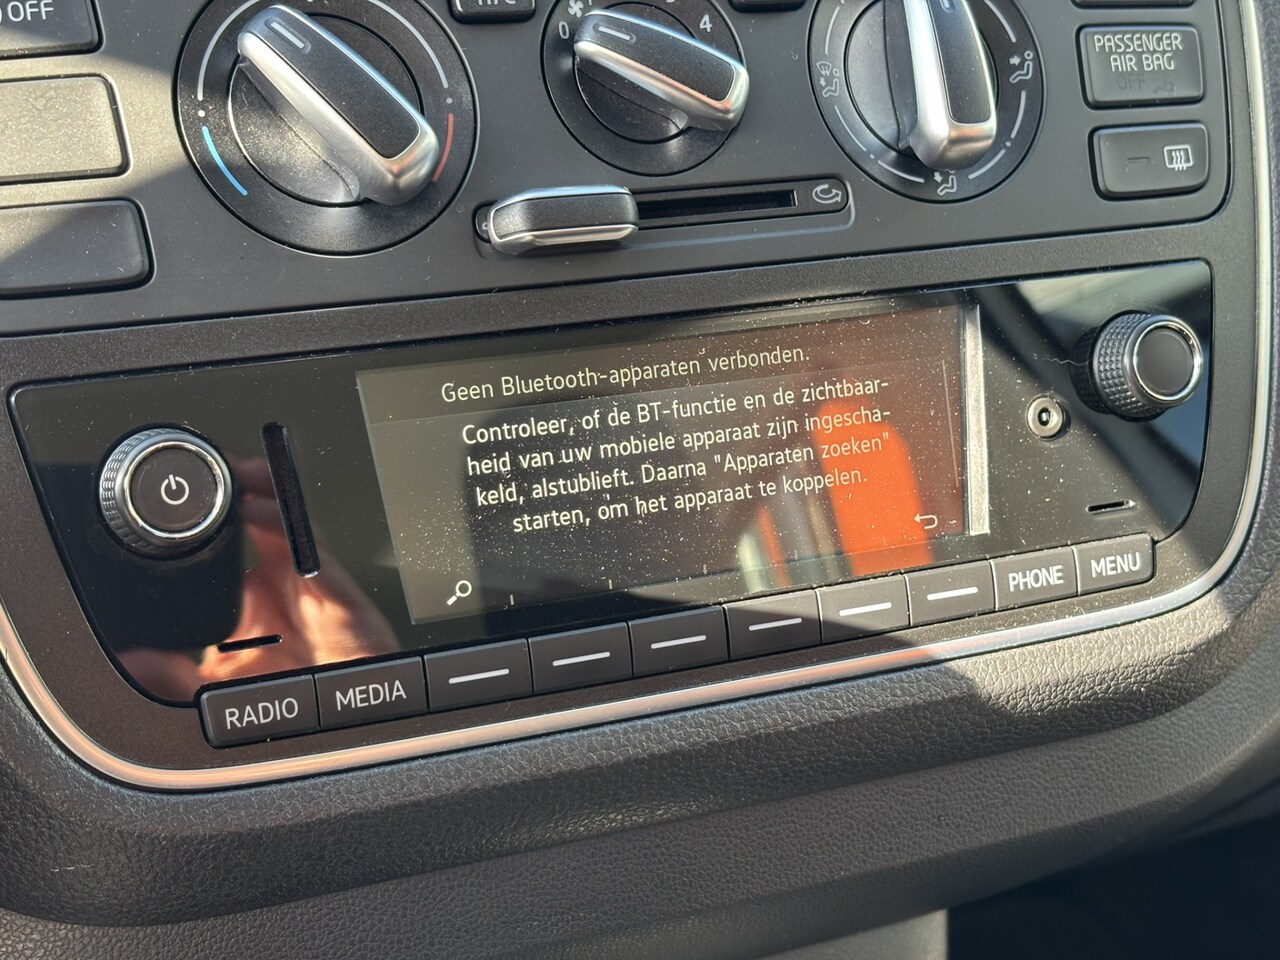 OFF
A/C
0
4
PASSENGER
AIR BAG
OFF
Geen Bluetooth-apparaten verbonden.
Controleer, of de BT-functie en de zichtbaar-
heid van uw mobiele apparaat zijn ingescha-
keld, alstublieft. Daarna "Apparaten zoeken"
starten, om het apparaat te koppelen.
RADIO
MEDIA
PHONE
MENU